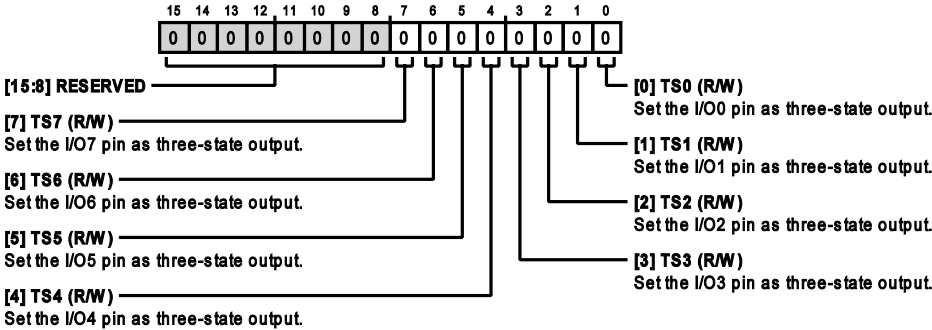 15 14 13 12 11 10 9 8 7 6 5 4 3 2 1 0
0 0 0 0 0 0 0 0 0 0 0 0 0 0 0 0
[15:8] RESERVED
[7] TS7 (R/W)
Set the I/O7 pin as three-state output.
[6] TS6 (R/W)
Set the I/O6 pin as three-state output.
[5] TS5 (R/W)
Set the I/O5 pin as three-state output.
[4] TS4 (R/W)
Set the I/O4 pin as three-state output.
[0] TS0 (R/W)
Set the I/O0 pin as three-state output.
[1] TS1 (R/W)
Set the I/O1 pin as three-state output.
[2] TS2 (R/W)
Set the I/O2 pin as three-state output.
[3] TS3 (R/W)
Set the I/O3 pin as three-state output.